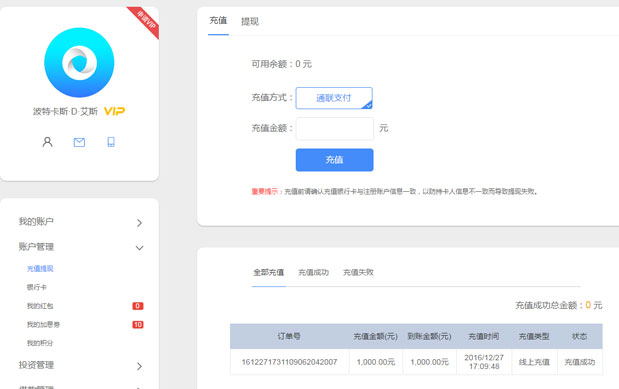 申请VIP
波特卡斯·D·艾斯 VIP
我的账户
账户管理
充值提现
银行卡
我的红包 0
我的加息券 10
我的积分
投资管理
充值 提现
可用余额：0 元
充值方式： 通联支付
充值金额： 元
充值
重要提示：充值前请确认充值银行卡与注册账户信息一致，以防持卡人信息不一致而导致提现失败。
全部充值 充值成功 充值失败
充值成功总金额：0 元
订单号 充值金额(元) 到账金额(元) 充值时间 充值类型 状态
1612271731109062042007 1,000.00元 1,000.00元 2016/12/27 17:09:48 线上充值 充值成功